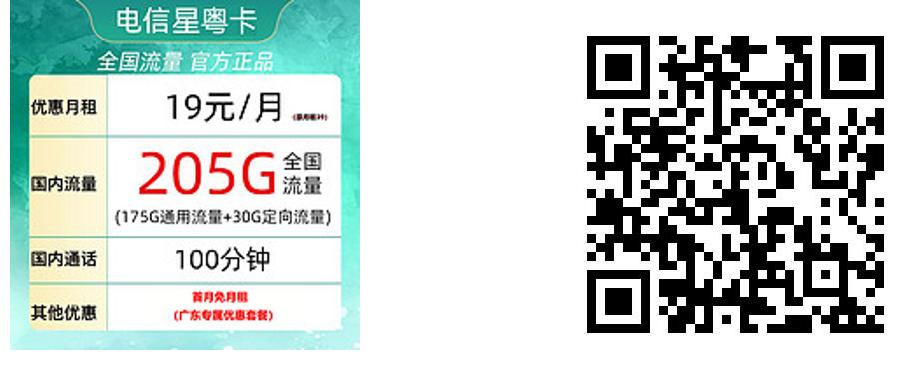 电信星粤卡
全国流量 官方正品
优惠月租
19元/月
国内流量
205G 全国流量
(175G通用流量+30G定向流量)
国内通话
100分钟
其他优惠
首月免月租
(广东专属优惠套餐)